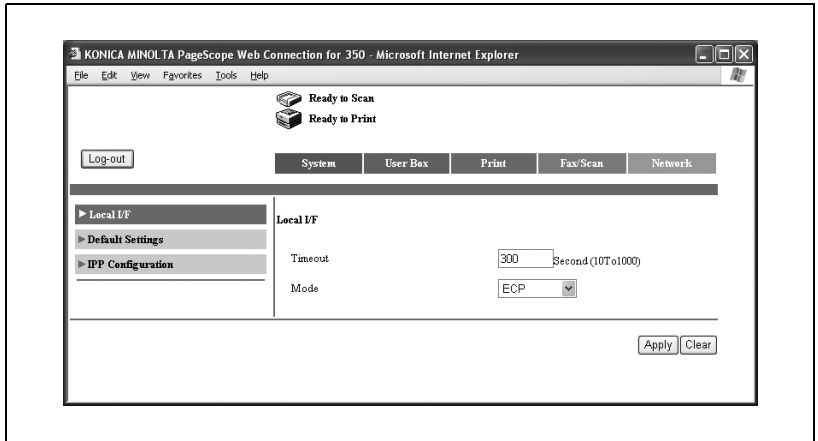 KONICA MINOLTA PageScope Web Connection for 350 - Microsoft Internet Explorer
File Edit View Favorites Tools Help
Ready to Scan
Ready to Print
Log-out
System User Box Print Fax/Scan Network
Local I/F
Default Settings
IPP Configuration
Local I/F
Timeout 300 Second (10To1000)
Mode ECP
Apply Clear